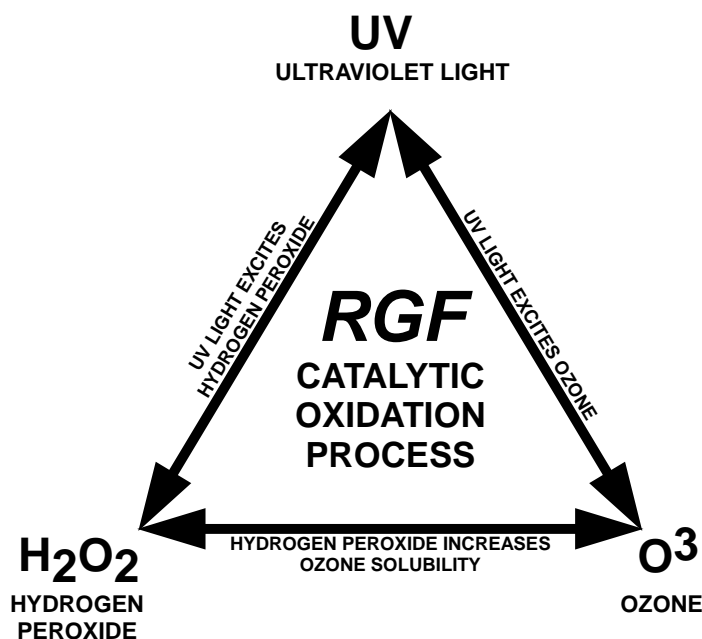 UV
ULTRAVIOLET LIGHT
UV LIGHT EXCITES
HYDROGEN PEROXIDE
UV LIGHT EXCITES OZONE
RGF
CATALYTIC
OXIDATION
PROCESS
HYDROGEN PEROXIDE INCREASES
OZONE SOLUBILITY
H₂O₂
HYDROGEN
PEROXIDE
O³
OZONE